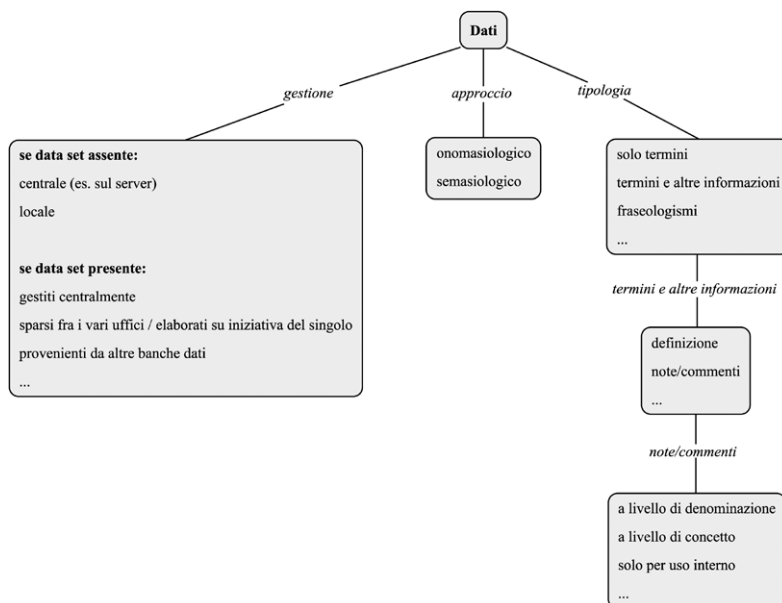 Dati
gestione
approccio
tipologia
se data set assente:
centrale (es. sul server)
locale
se data set presente:
gestiti centralmente
sparsi fra i vari uffici / elaborati su iniziativa del singolo
provenienti da altre banche dati
...
onomasiologico
semasiologico
solo termini
termini e altre informazioni
fraseologismi
...
termini e altre informazioni
definizione
note/commenti
...
note/commenti
a livello di denominazione
a livello di concetto
solo per uso interno
...